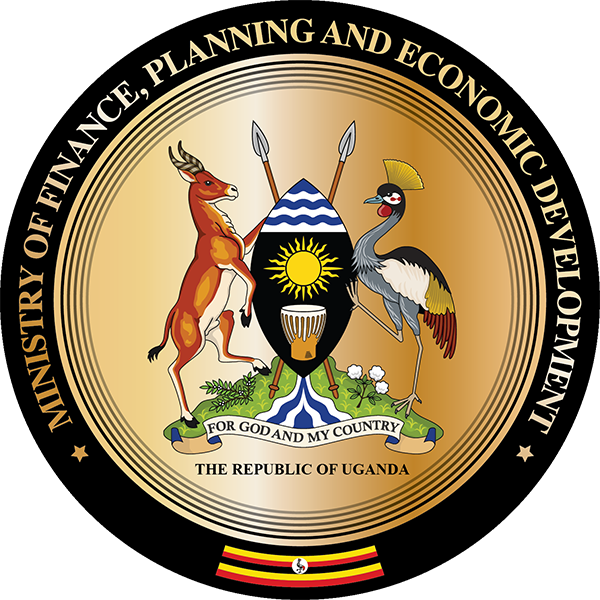 MINISTRY OF FINANCE, PLANNING AND ECONOMIC DEVELOPMENT
FOR GOD AND MY COUNTRY
THE REPUBLIC OF UGANDA